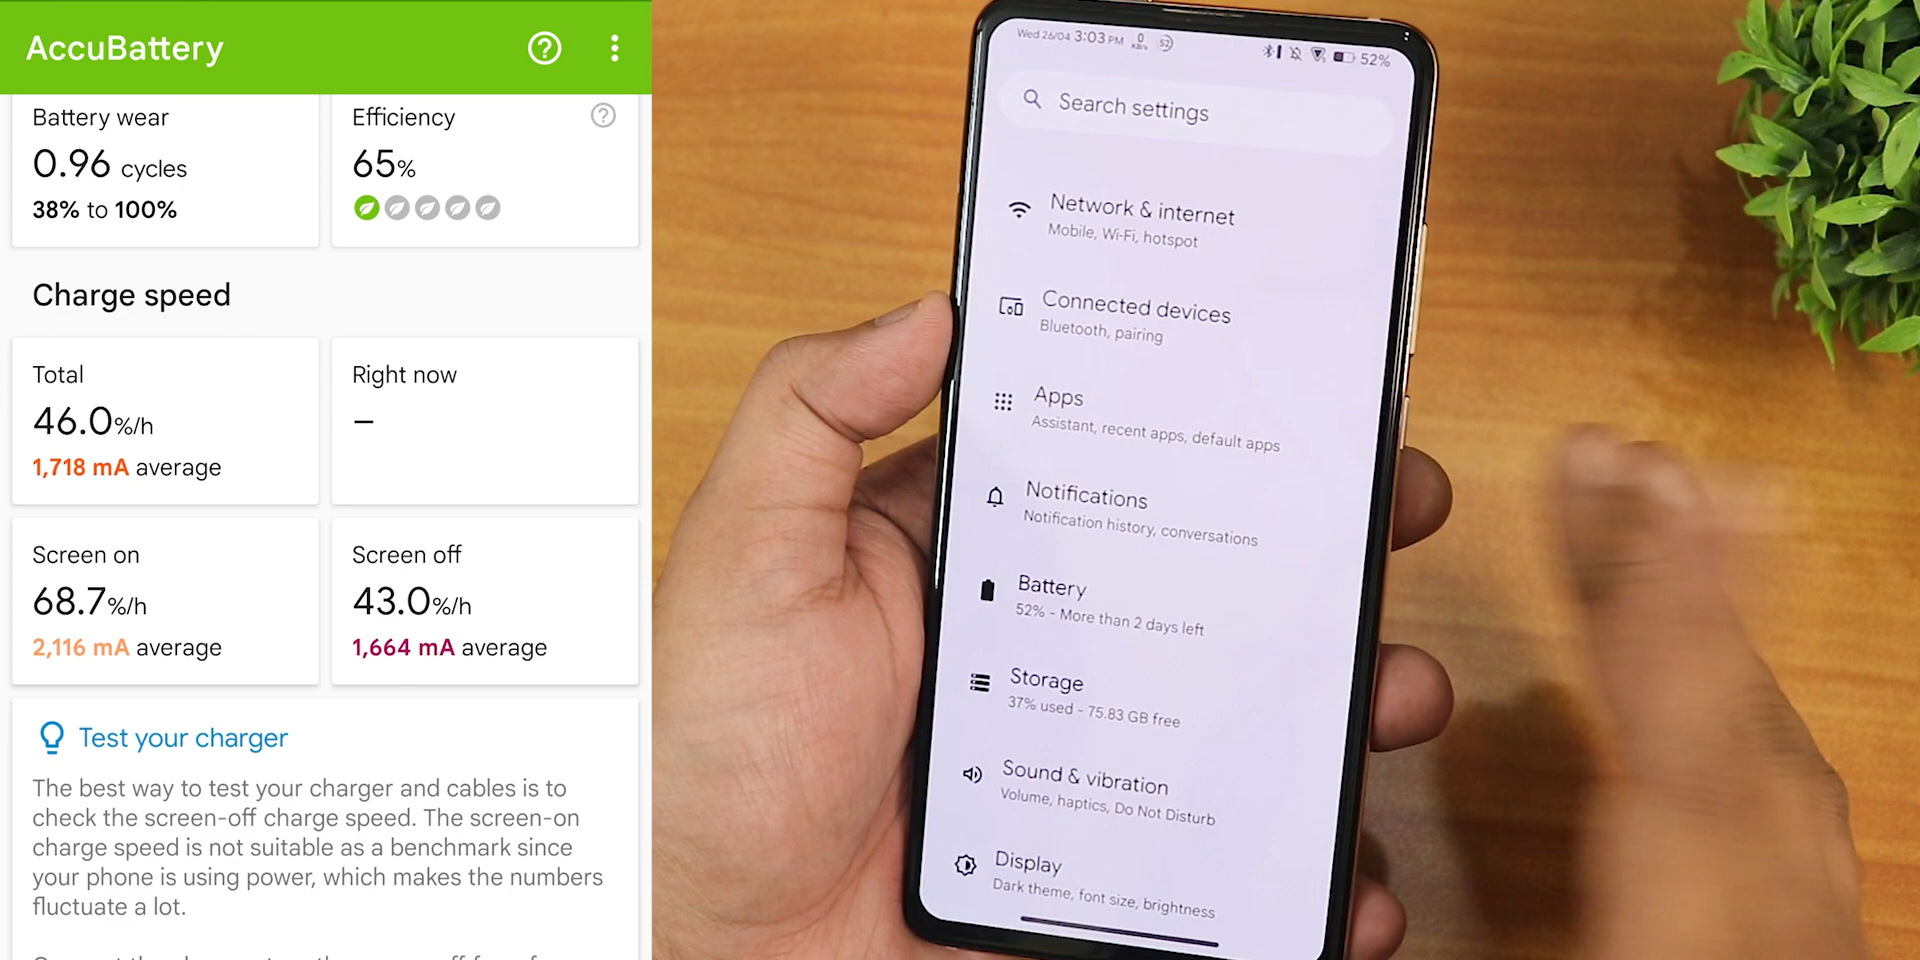 AccuBattery
Battery wear
0.96 cycles
38% to 100%
Efficiency
65%
Charge speed
Total
46.0%/h
1,718 mA average
Right now
–
Screen on
68.7%/h
2,116 mA average
Screen off
43.0%/h
1,664 mA average
Test your charger
The best way to test your charger and cables is to
check the screen-off charge speed. The screen-on
charge speed is not suitable as a benchmark since
your phone is using power, which makes the numbers
fluctuate a lot.
Wed 26/04 3:03 PM 0 KB/s 52
52%
Search settings
Network & internet
Mobile, Wi-Fi, hotspot
Connected devices
Bluetooth, pairing
Apps
Assistant, recent apps, default apps
Notifications
Notification history, conversations
Battery
52% - More than 2 days left
Storage
37% used - 75.83 GB free
Sound & vibration
Volume, haptics, Do Not Disturb
Display
Dark theme, font size, brightness